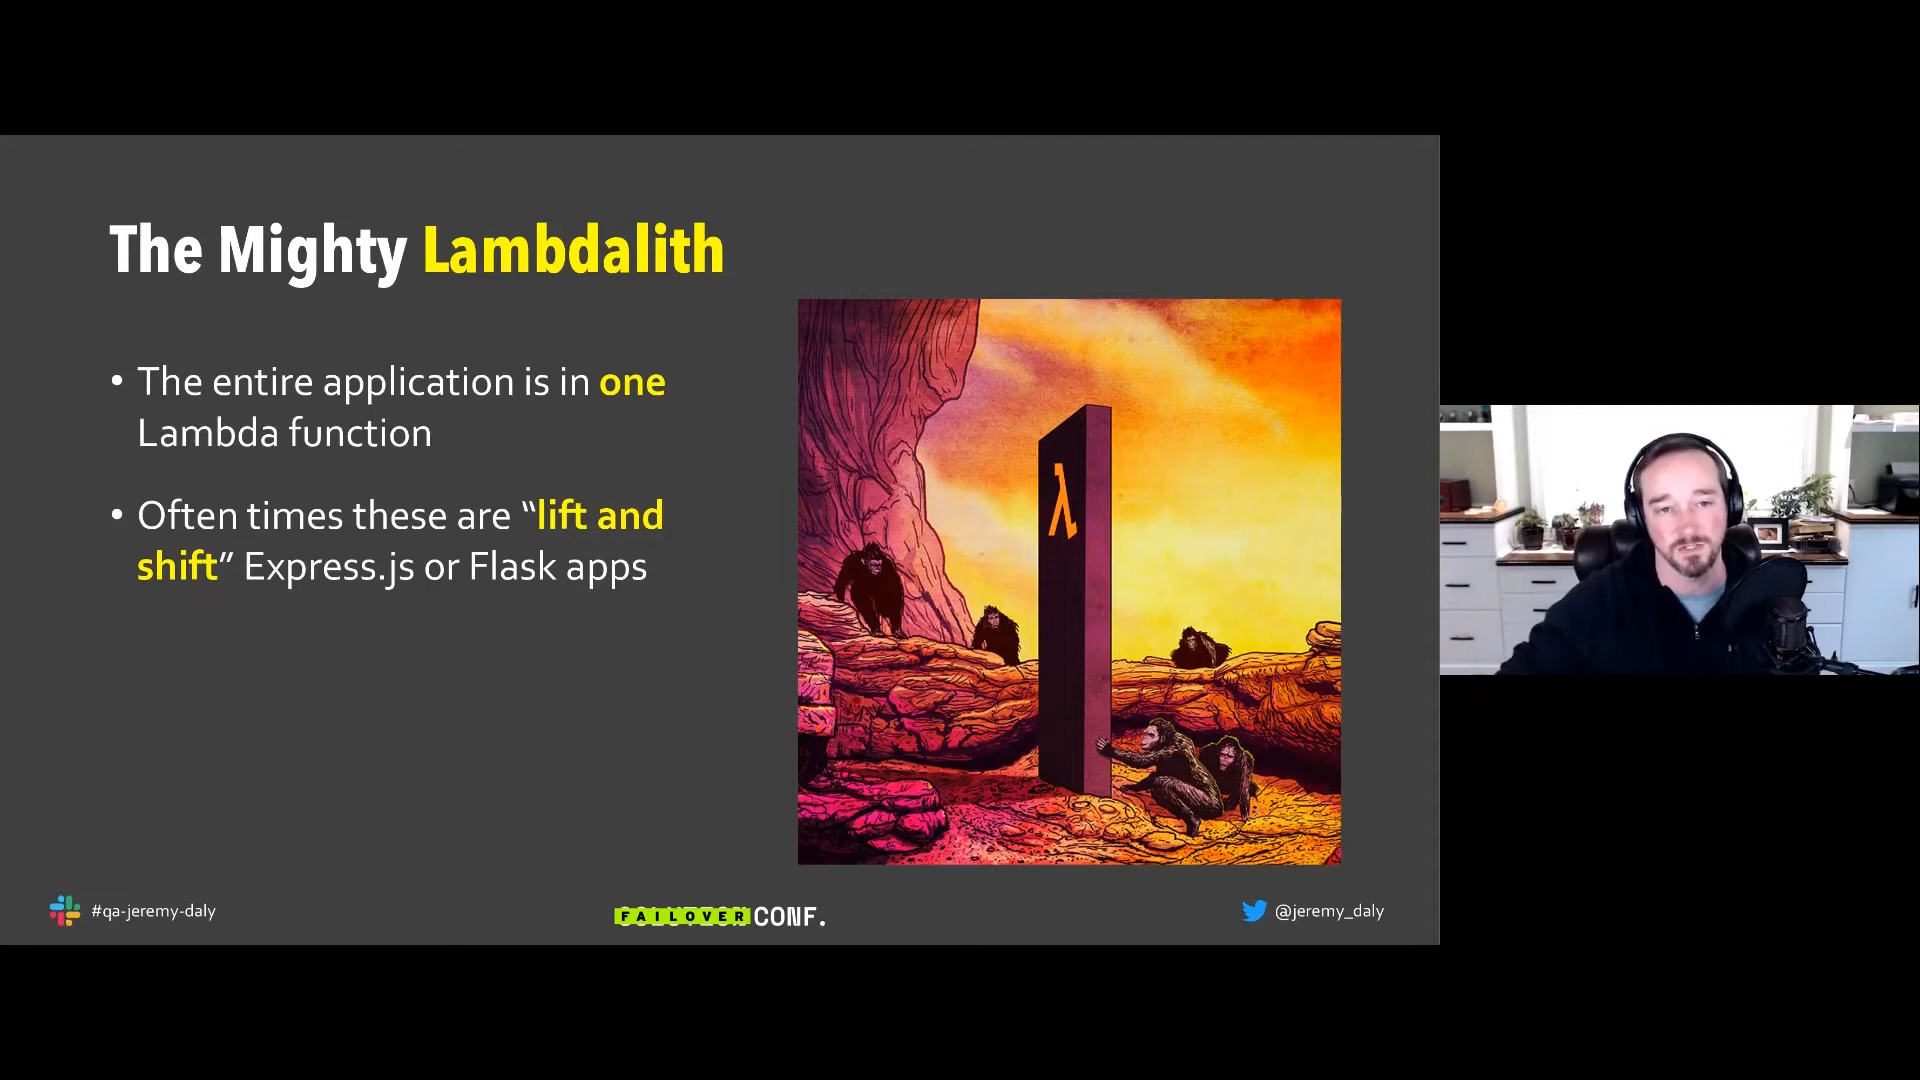 The Mighty Lambdalith
• The entire application is in one
Lambda function
• Often times these are “lift and
shift” Express.js or Flask apps
λ
#qa-jeremy-daly
FAILOVER CONF.
@jeremy_daly